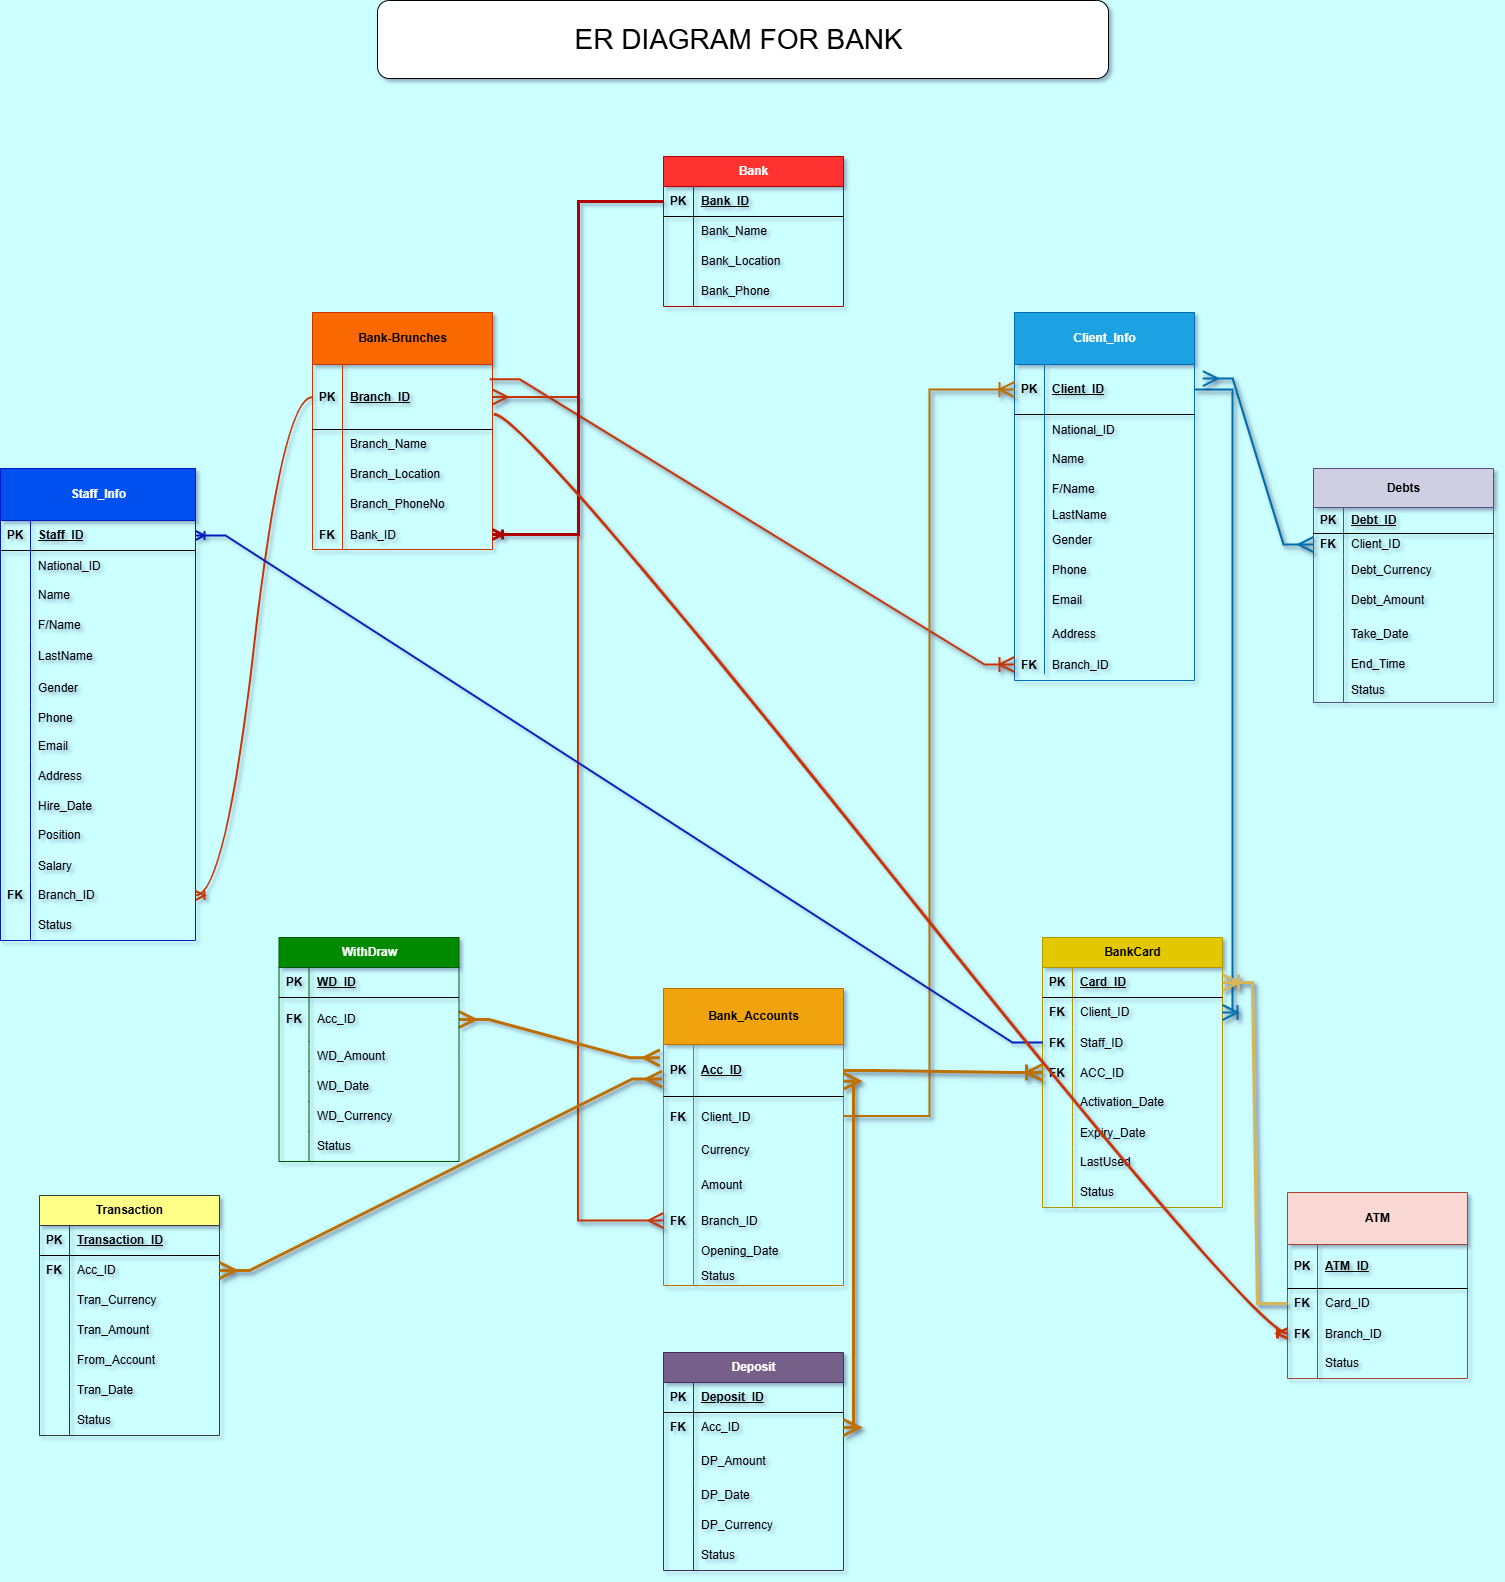 ER DIAGRAM FOR BANK
Bank
PK Bank_ID
Bank_Name
Bank_Location
Bank_Phone
Bank-Brunches
PK Branch_ID
Branch_Name
Branch_Location
Branch_PhoneNo
FK Bank_ID
Client_Info
PK Client_ID
National_ID
Name
F/Name
LastName
Gender
Phone
Email
Address
FK Branch_ID
Staff_Info
PK Staff_ID
National_ID
Name
F/Name
LastName
Gender
Phone
Email
Address
Hire_Date
Position
Salary
FK Branch_ID
Status
Debts
PK Debt_ID
FK Client_ID
Debt_Currency
Debt_Amount
Take_Date
End_Time
Status
WithDraw
PK WD_ID
FK Acc_ID
WD_Amount
WD_Date
WD_Currency
Status
Bank_Accounts
PK Acc_ID
FK Client_ID
Currency
Amount
FK Branch_ID
Opening_Date
Status
BankCard
PK Card_ID
FK Client_ID
FK Staff_ID
FK ACC_ID
Activation_Date
Expiry_Date
LastUsed
Status
Transaction
PK Transaction_ID
FK Acc_ID
Tran_Currency
Tran_Amount
From_Account
Tran_Date
Status
ATM
PK ATM_ID
FK Card_ID
FK Branch_ID
Status
Deposit
PK Deposit_ID
FK Acc_ID
DP_Amount
DP_Date
DP_Currency
Status